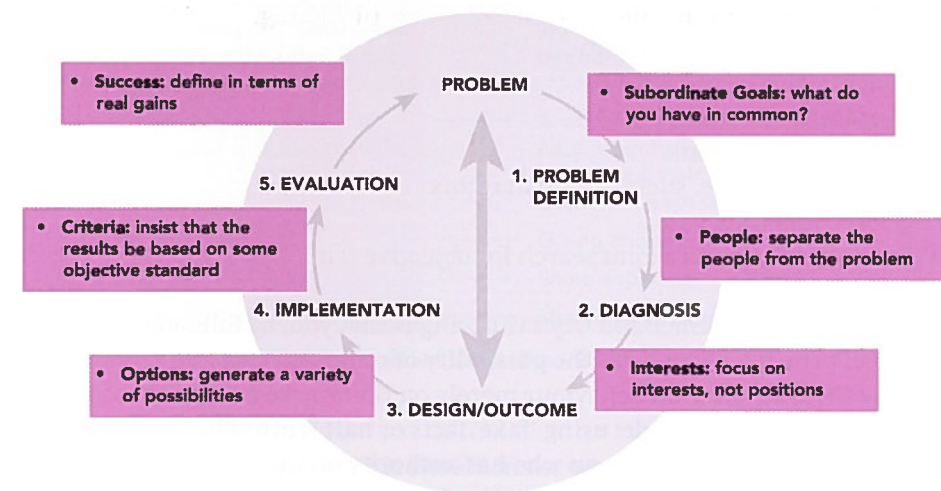 PROBLEM
• Success: define in terms of
real gains
• Subordinate Goals: what do
you have in common?
1. PROBLEM
DEFINITION
5. EVALUATION
• Criteria: insist that the
results be based on some
objective standard
• People: separate the
people from the problem
4. IMPLEMENTATION
2. DIAGNOSIS
• Options: generate a variety
of possibilities
• Interests: focus on
interests, not positions
3. DESIGN/OUTCOME